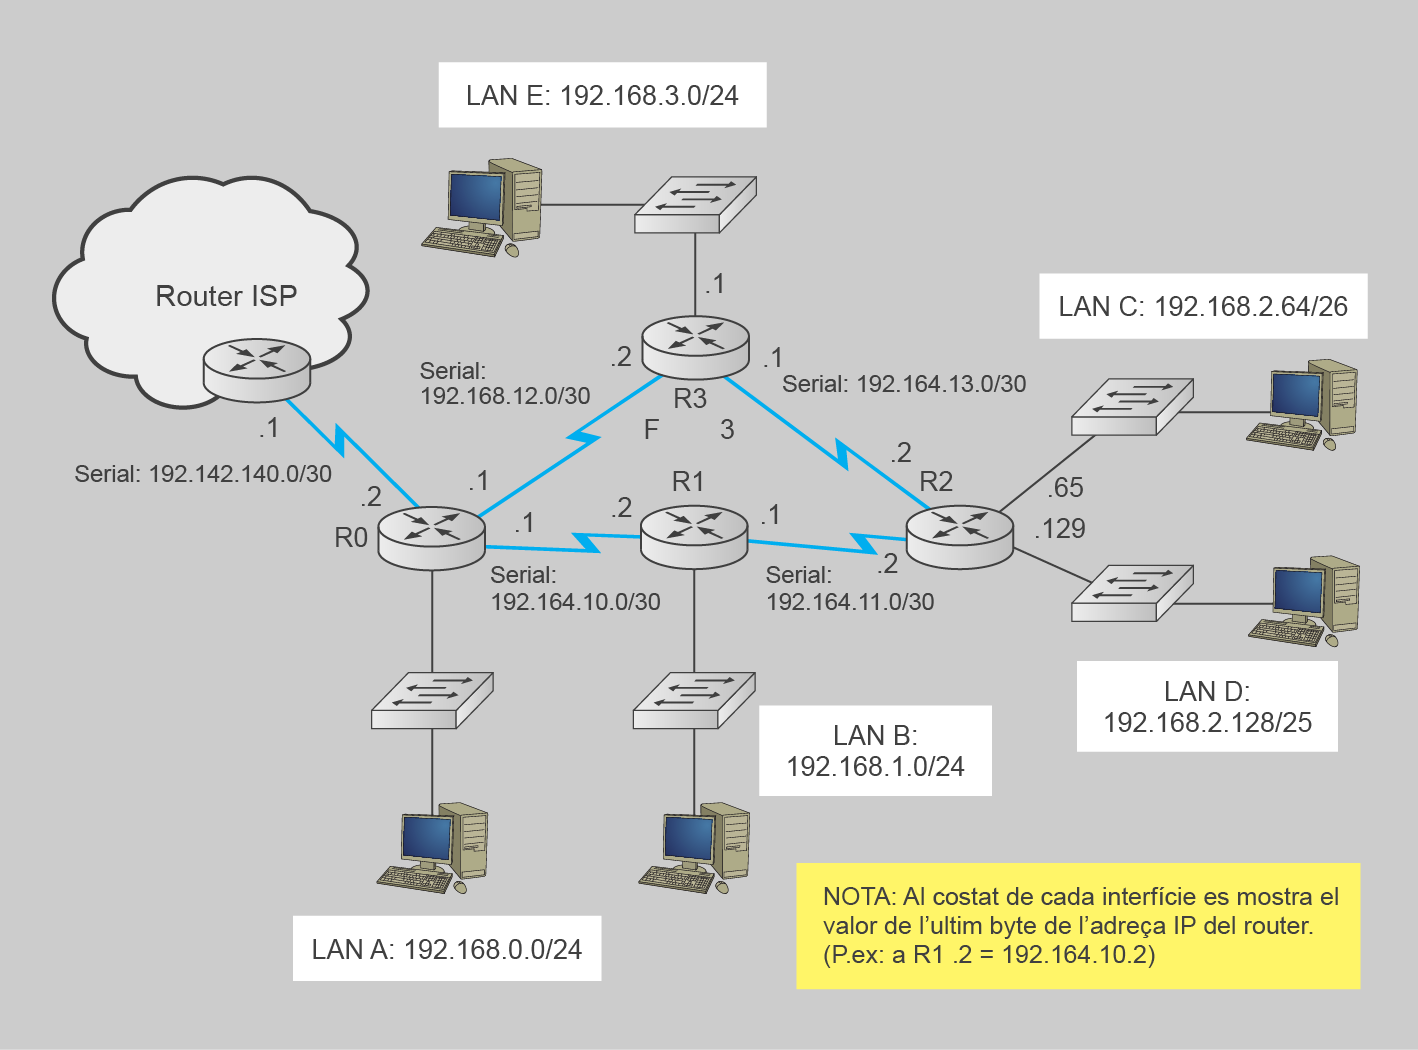 LAN E: 192.168.3.0/24
Router ISP
.1
LAN C: 192.168.2.64/26
.2
.1
Serial:
192.168.12.0/30
Serial: 192.164.13.0/30
R3
F 3
.1
Serial: 192.142.140.0/30
.2
.1
R0
.1
.2
R1
.1
.2
R2
.65
.129
.2
Serial:
192.164.10.0/30
Serial:
192.164.11.0/30
LAN D:
192.168.2.128/25
LAN B:
192.168.1.0/24
NOTA: Al costat de cada interfície es mostra el
valor de l’ultim byte de l’adreça IP del router.
(P.ex: a R1 .2 = 192.164.10.2)
LAN A: 192.168.0.0/24